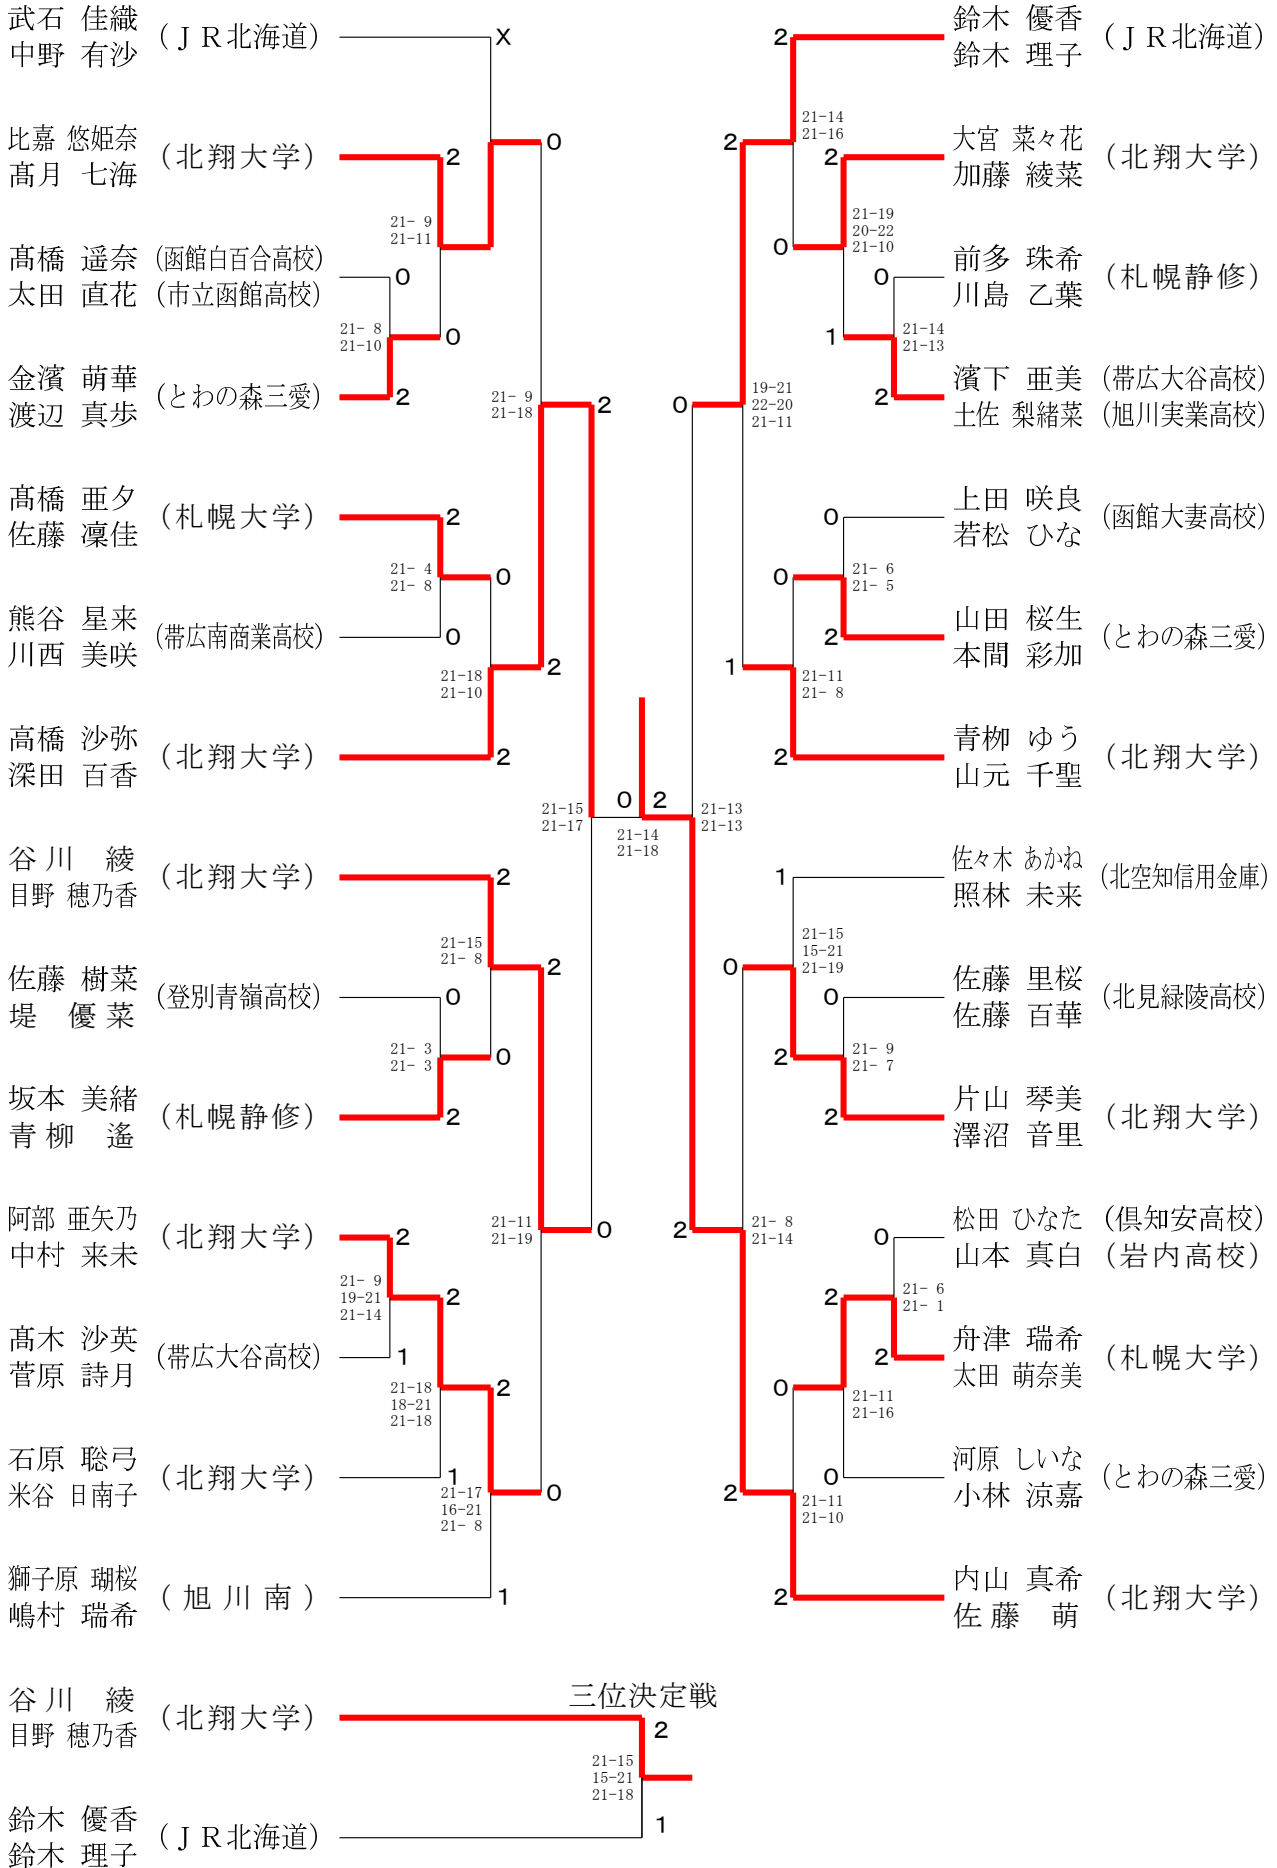 武石 佳織
中野 有沙
(ＪＲ北海道)
X
0
比嘉 悠姫奈
髙月 七海
(北翔大学)
2
21- 9
21-11
髙橋 遥奈 (函館白百合高校)
太田 直花 (市立函館高校)
0
21- 8
21-10
0
金濱 萌華
渡辺 真歩
(とわの森三愛)
2
21- 9
21-18
2
髙橋 亜夕
佐藤 凜佳
(札幌大学)
2
21- 4
21- 8
0
熊谷 星来
川西 美咲
(帯広南商業高校)
0
21-18
21-10
2
高橋 沙弥
深田 百香
(北翔大学)
2
21-15
21-17
谷川 綾
目野 穂乃香
(北翔大学)
2
21-15
21- 8
2
佐藤 樹菜
堤 優菜
(登別青嶺高校)
0
21- 3
21- 3
0
坂本 美緒
青柳 遙
(札幌静修)
2
21-11
21-19
0
阿部 亜矢乃
中村 来未
(北翔大学)
2
21- 9
19-21
21-14
2
髙木 沙英
菅原 詩月
(帯広大谷高校)
1
21-18
18-21
21-18
2
石原 聡弓
米谷 日南子
(北翔大学)
1
21-17
16-21
21- 8
0
獅子原 瑚桜
嶋村 瑞希
(旭川南)
1
0 2
21-14
21-18
鈴木 優香
鈴木 理子
(ＪＲ北海道)
2
21-14
21-16
2
大宮 菜々花
加藤 綾菜
(北翔大学)
2
21-19
20-22
21-10
0
前多 珠希
川島 乙葉
(札幌静修)
0
21-14
21-13
1
濱下 亜美 (帯広大谷高校)
土佐 梨緒菜 (旭川実業高校)
2
19-21
22-20
21-11
0
上田 咲良
若松 ひな
(函館大妻高校)
0
21- 6
21- 5
0
山田 桜生
本間 彩加
(とわの森三愛)
2
21-11
21- 8
1
青栁 ゆう
山元 千聖
(北翔大学)
2
21-13
21-13
佐々木 あかね
照林 未来
(北空知信用金庫)
1
21-15
15-21
21-19
0
佐藤 里桜
佐藤 百華
(北見緑陵高校)
0
21- 9
21- 7
2
片山 琴美
澤沼 音里
(北翔大学)
2
21- 8
21-14
2
松田 ひなた (倶知安高校)
山本 真白 (岩内高校)
0
21- 6
21- 1
2
舟津 瑞希
太田 萌奈美
(札幌大学)
2
21-11
21-16
0
河原 しいな
小林 涼嘉
(とわの森三愛)
0
21-11
21-10
2
内山 真希
佐藤 萌
(北翔大学)
2
三位決定戦
谷川 綾
目野 穂乃香
(北翔大学)
2
21-15
15-21
21-18
鈴木 優香
鈴木 理子
(ＪＲ北海道)
1